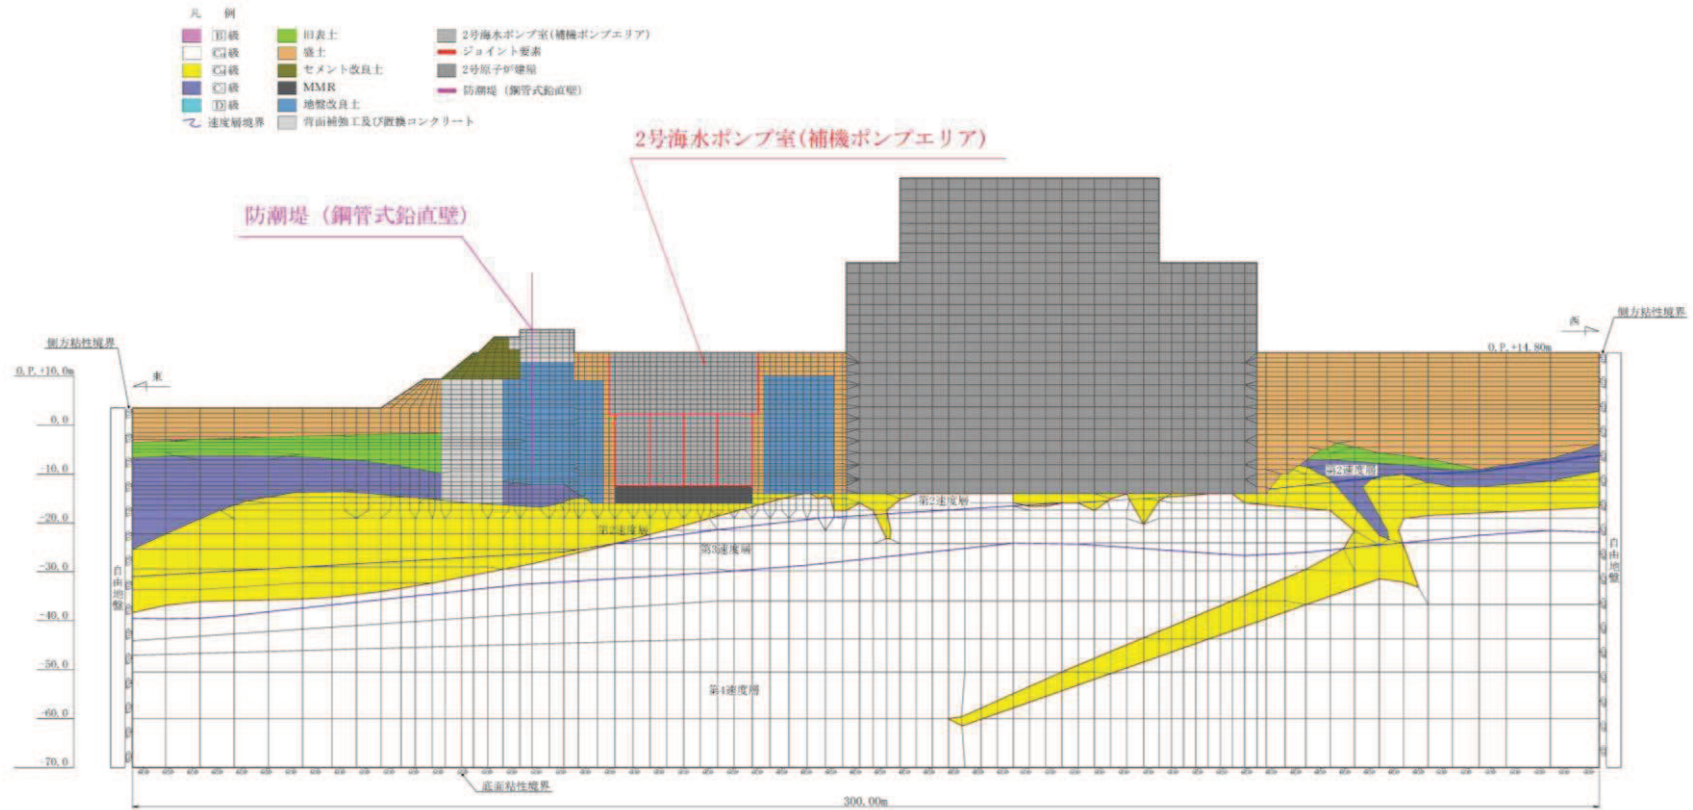 凡 例
B級
旧表土
2号海水ポンプ室(補機ポンプエリア)
盛土
ジョイント要素
セメント改良土
2号原子炉建屋
MMR
防潮堤（鋼管式鉛直壁）
D級
地盤改良土
速度層境界
背面補強工及び置換コンクリート
2号海水ポンプ室(補機ポンプエリア)
防潮堤（鋼管式鉛直壁）
側方粘性境界
西
側方粘性境界
O.P.+14.80m
O.P.+10.0m
東
0.0
-10.0
-20.0
-30.0
-40.0
-50.0
-60.0
-70.0
第2速度層
第2速度層
第2速度層
第3速度層
自由地盤
自由地盤
第4速度層
底面粘性境界
300.00m